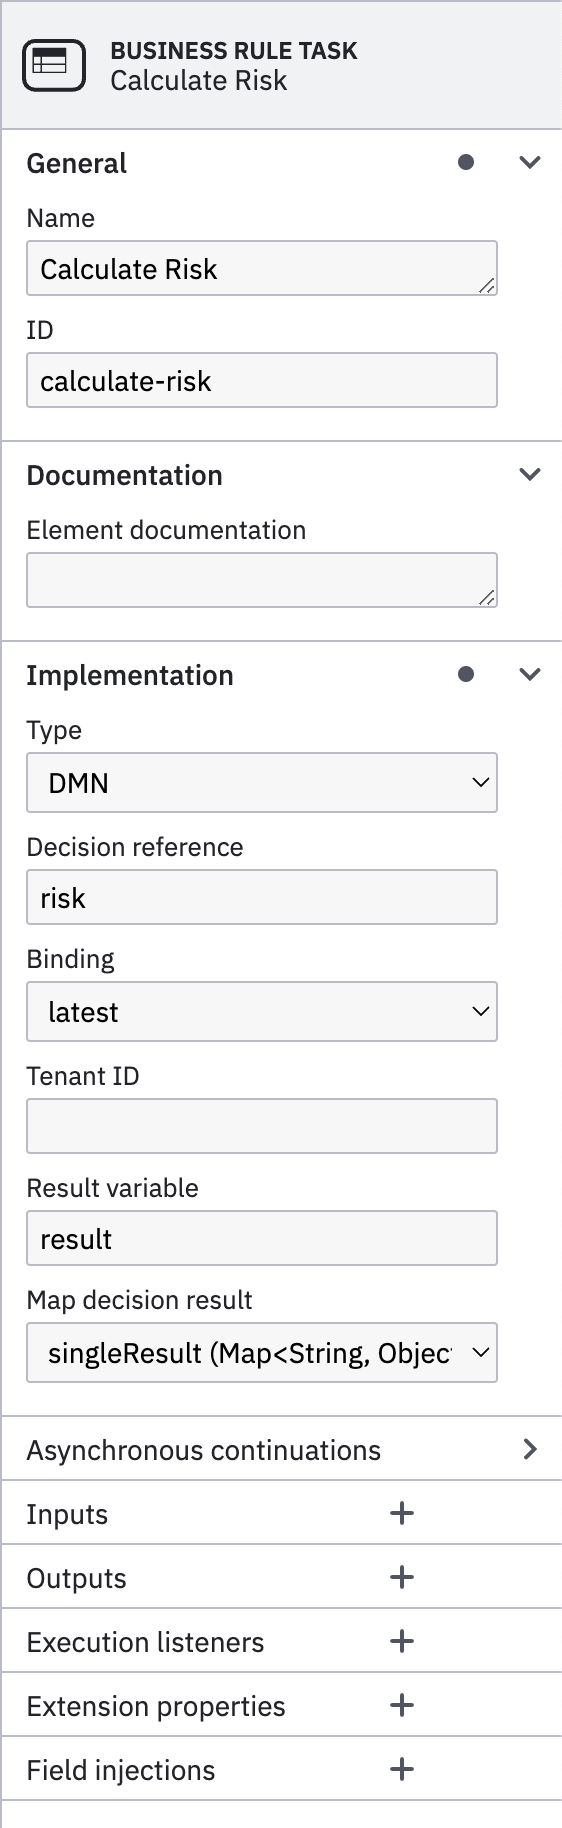 BUSINESS RULE TASK
Calculate Risk
General
Name
Calculate Risk
ID
calculate-risk
Documentation
Element documentation
Implementation
Type
DMN
Decision reference
risk
Binding
latest
Tenant ID
Result variable
result
Map decision result
singleResult (Map<String, Objec
Asynchronous continuations
Inputs
Outputs
Execution listeners
Extension properties
Field injections